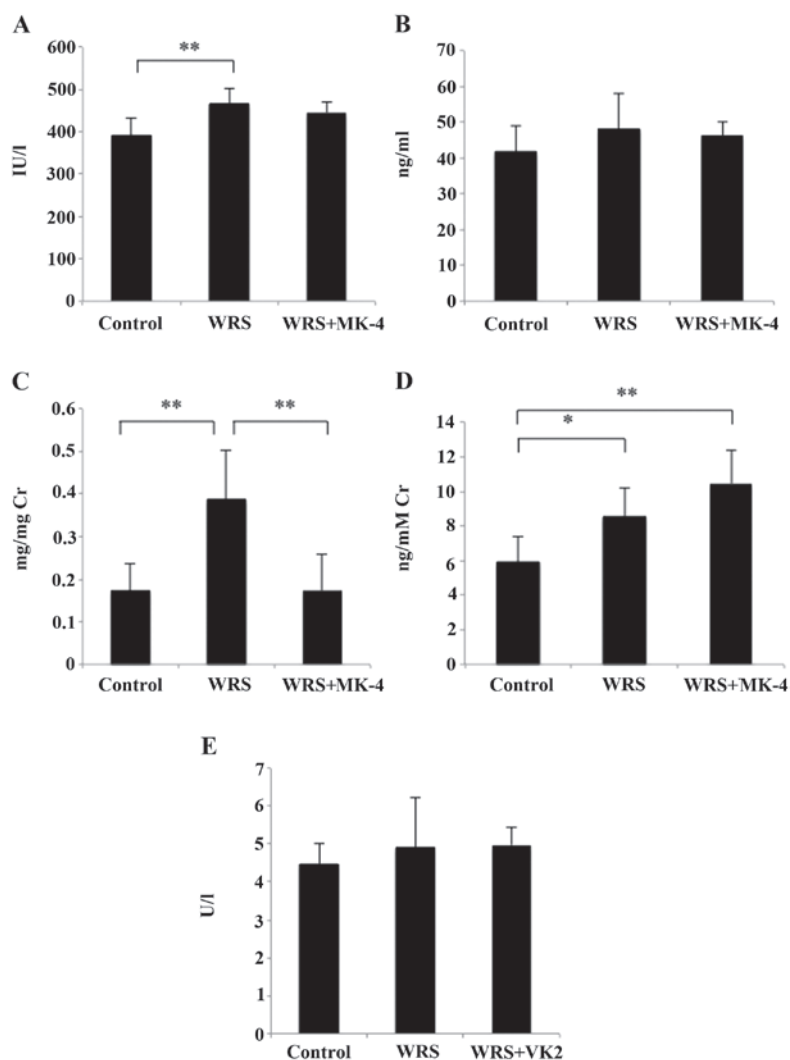 A
600
500
400
300
200
100
0
IU/l
**
Control WRS WRS+MK-4
B
70
60
50
40
30
20
10
0
ng/ml
Control WRS WRS+MK-4
C
0.6
0.5
0.4
0.3
0.2
0.1
0
mg/mg Cr
** **
Control WRS WRS+MK-4
D
14
12
10
8
6
4
2
0
ng/mM Cr
**
*
Control WRS WRS+MK-4
E
7
6
5
4
3
2
1
0
U/l
Control WRS WRS+VK2